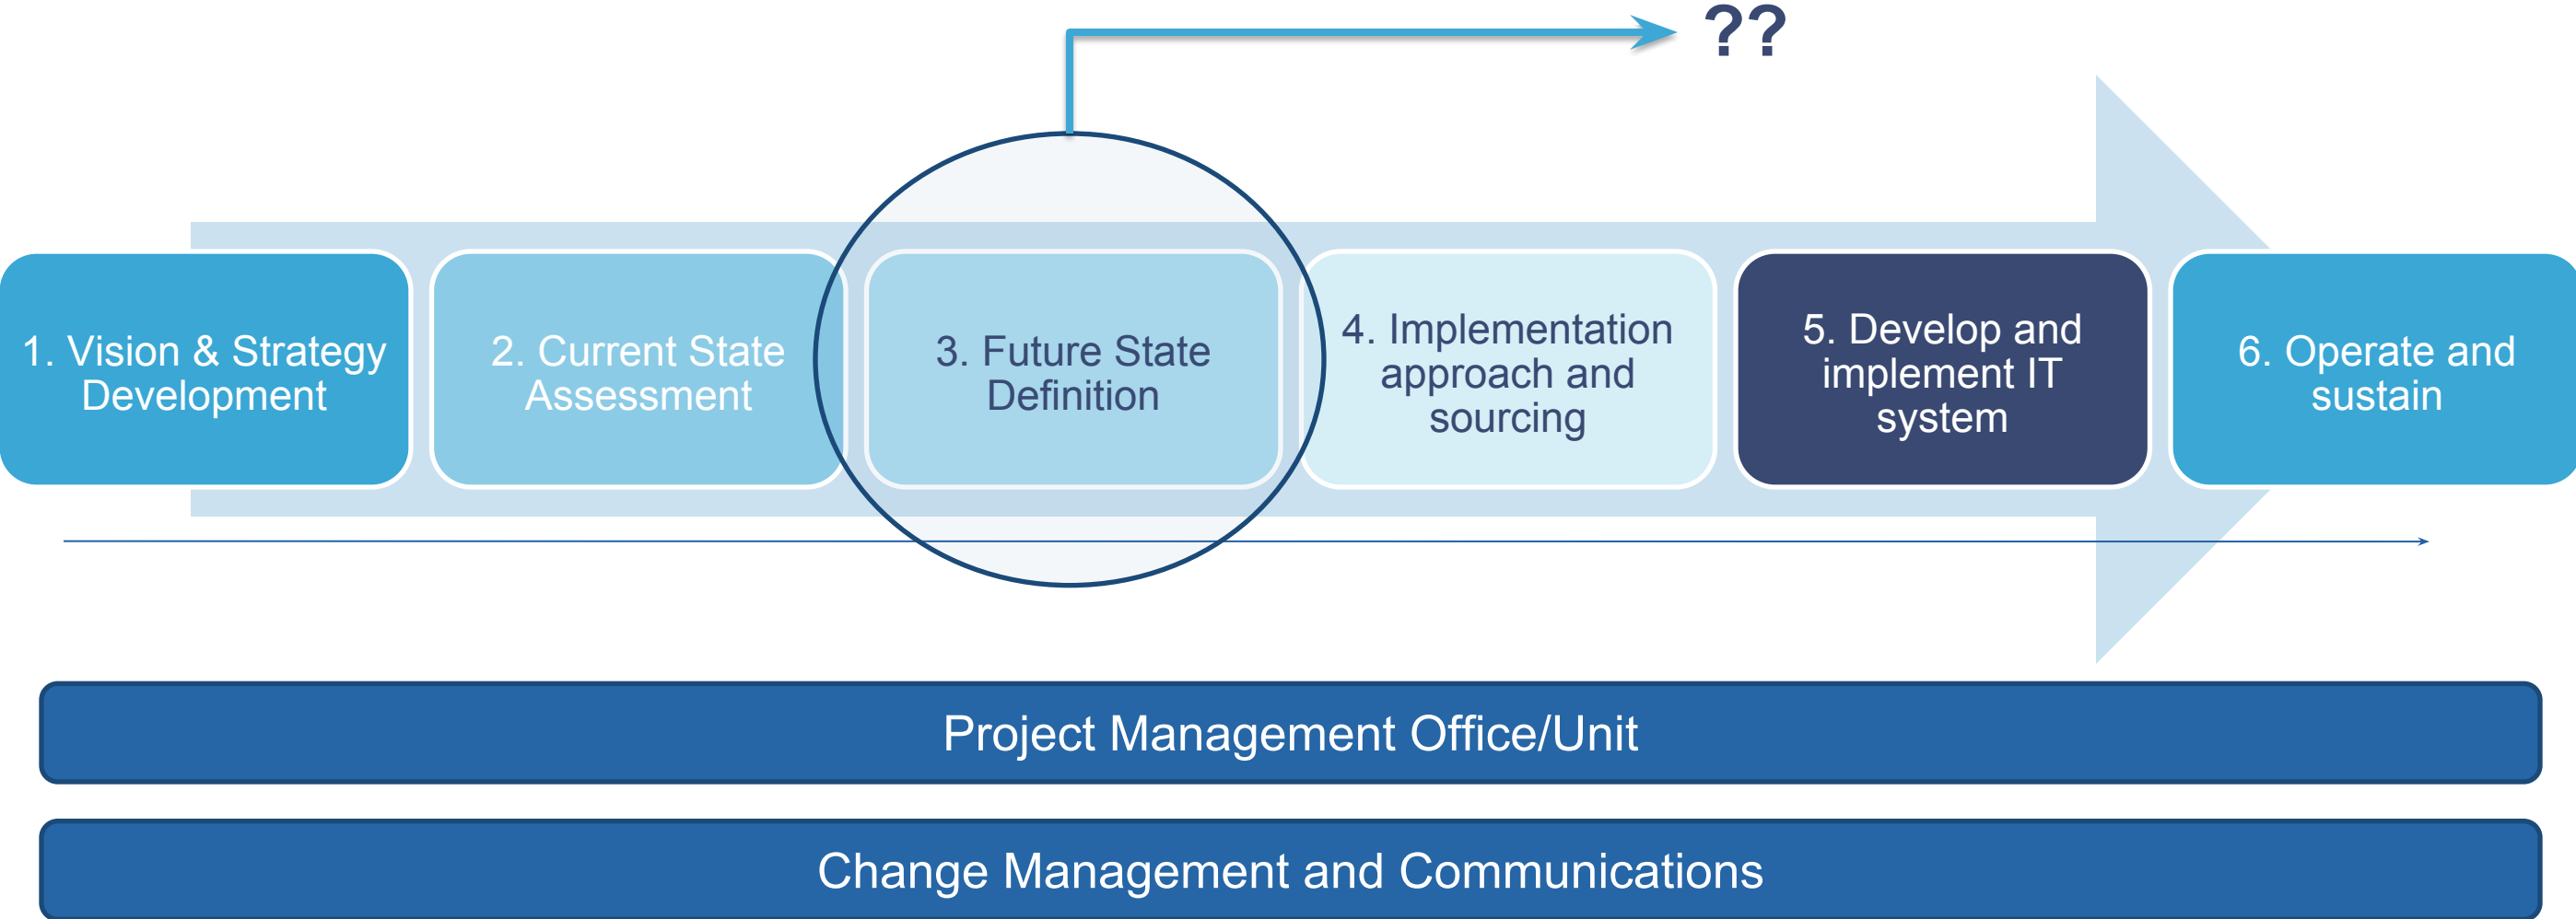 ??
1. Vision & Strategy
Development
2. Current State
Assessment
3. Future State
Definition
4. Implementation
approach and
sourcing
5. Develop and
implement IT
system
6. Operate and
sustain
Project Management Office/Unit
Change Management and Communications